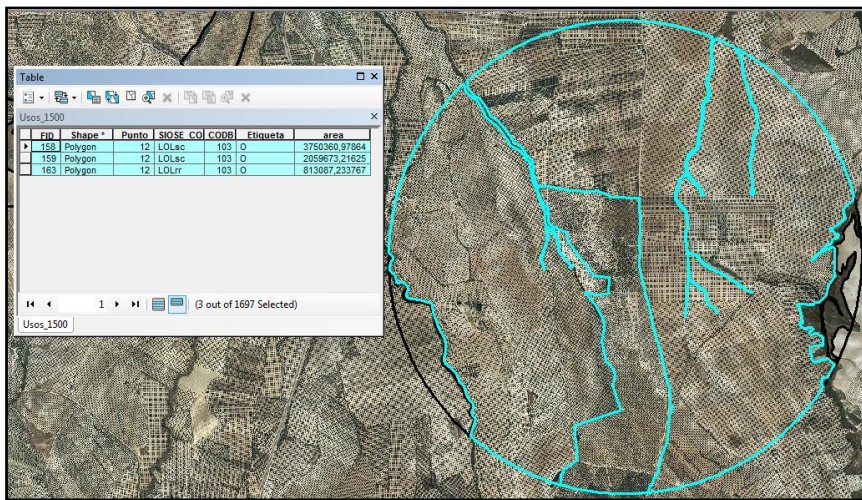 Table
Usos_1500
FID Shape * Punto SIOSE_CO CODB Etiqueta area
158 Polygon 12 LOLsc 103 O 3750360,97864
159 Polygon 12 LOLsc 103 O 2059673,21625
163 Polygon 12 LOLrr 103 O 813087,233767
1 (3 out of 1697 Selected)
Usos_1500